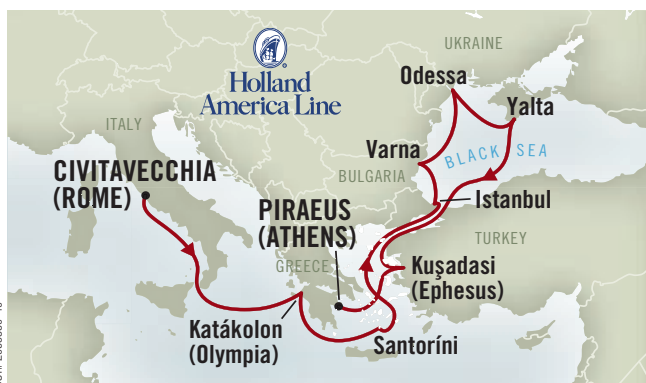 Holland
America Line
UKRAINE
Odessa
Yalta
ITALY
CIVITAVECCHIA
(ROME)
Varna
BLACK SEA
BULGARIA
Istanbul
PIRAEUS
(ATHENS)
TURKEY
GREECE
Kuşadasi
(Ephesus)
Katákolon
(Olympia)
Santoríni